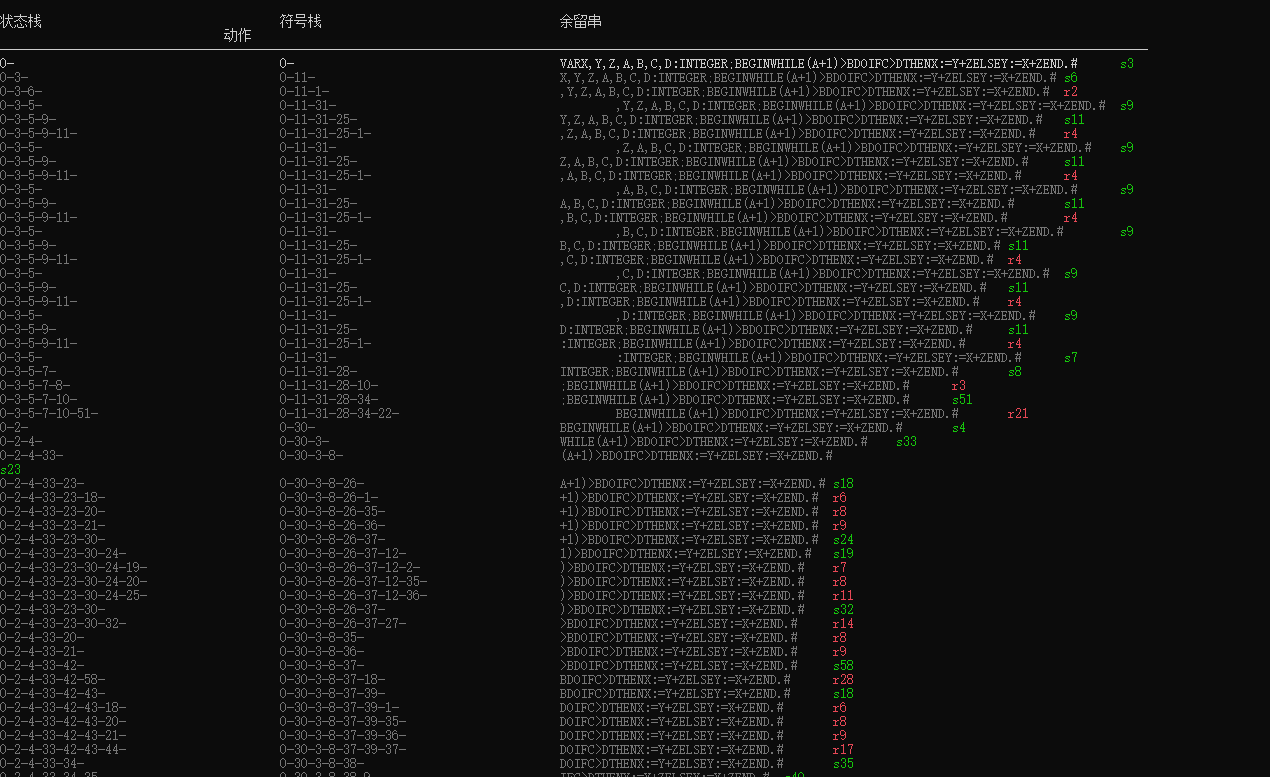 状态栈 符号栈 余留串
动作
0- 0- VARX,Y,Z,A,B,C,D:INTEGER;BEGINWHILE(A+1)>BDOIFC>DTHENX:=Y+ZELSEY:=X+ZEND.# s3
0-3- 0-11- X,Y,Z,A,B,C,D:INTEGER;BEGINWHILE(A+1)>BDOIFC>DTHENX:=Y+ZELSEY:=X+ZEND.# s6
0-3-6- 0-11-1- ,Y,Z,A,B,C,D:INTEGER;BEGINWHILE(A+1)>BDOIFC>DTHENX:=Y+ZELSEY:=X+ZEND.# r2
0-3-5- 0-11-31- ,Y,Z,A,B,C,D:INTEGER;BEGINWHILE(A+1)>BDOIFC>DTHENX:=Y+ZELSEY:=X+ZEND.# s9
0-3-5-9- 0-11-31-25- Y,Z,A,B,C,D:INTEGER;BEGINWHILE(A+1)>BDOIFC>DTHENX:=Y+ZELSEY:=X+ZEND.# s11
0-3-5-9-11- 0-11-31-25-1- ,Z,A,B,C,D:INTEGER;BEGINWHILE(A+1)>BDOIFC>DTHENX:=Y+ZELSEY:=X+ZEND.# r4
0-3-5- 0-11-31- ,Z,A,B,C,D:INTEGER;BEGINWHILE(A+1)>BDOIFC>DTHENX:=Y+ZELSEY:=X+ZEND.# s9
0-3-5-9- 0-11-31-25- Z,A,B,C,D:INTEGER;BEGINWHILE(A+1)>BDOIFC>DTHENX:=Y+ZELSEY:=X+ZEND.# s11
0-3-5-9-11- 0-11-31-25-1- ,A,B,C,D:INTEGER;BEGINWHILE(A+1)>BDOIFC>DTHENX:=Y+ZELSEY:=X+ZEND.# r4
0-3-5- 0-11-31- ,A,B,C,D:INTEGER;BEGINWHILE(A+1)>BDOIFC>DTHENX:=Y+ZELSEY:=X+ZEND.# s9
0-3-5-9- 0-11-31-25- A,B,C,D:INTEGER;BEGINWHILE(A+1)>BDOIFC>DTHENX:=Y+ZELSEY:=X+ZEND.# s11
0-3-5-9-11- 0-11-31-25-1- ,B,C,D:INTEGER;BEGINWHILE(A+1)>BDOIFC>DTHENX:=Y+ZELSEY:=X+ZEND.# r4
0-3-5- 0-11-31- ,B,C,D:INTEGER;BEGINWHILE(A+1)>BDOIFC>DTHENX:=Y+ZELSEY:=X+ZEND.# s9
0-3-5-9- 0-11-31-25- B,C,D:INTEGER;BEGINWHILE(A+1)>BDOIFC>DTHENX:=Y+ZELSEY:=X+ZEND.# s11
0-3-5-9-11- 0-11-31-25-1- ,C,D:INTEGER;BEGINWHILE(A+1)>BDOIFC>DTHENX:=Y+ZELSEY:=X+ZEND.# r4
0-3-5- 0-11-31- ,C,D:INTEGER;BEGINWHILE(A+1)>BDOIFC>DTHENX:=Y+ZELSEY:=X+ZEND.# s9
0-3-5-9- 0-11-31-25- C,D:INTEGER;BEGINWHILE(A+1)>BDOIFC>DTHENX:=Y+ZELSEY:=X+ZEND.# s11
0-3-5-9-11- 0-11-31-25-1- ,D:INTEGER;BEGINWHILE(A+1)>BDOIFC>DTHENX:=Y+ZELSEY:=X+ZEND.# r4
0-3-5- 0-11-31- ,D:INTEGER;BEGINWHILE(A+1)>BDOIFC>DTHENX:=Y+ZELSEY:=X+ZEND.# s9
0-3-5-9- 0-11-31-25- D:INTEGER;BEGINWHILE(A+1)>BDOIFC>DTHENX:=Y+ZELSEY:=X+ZEND.# s11
0-3-5-9-11- 0-11-31-25-1- :INTEGER;BEGINWHILE(A+1)>BDOIFC>DTHENX:=Y+ZELSEY:=X+ZEND.# r4
0-3-5- 0-11-31- :INTEGER;BEGINWHILE(A+1)>BDOIFC>DTHENX:=Y+ZELSEY:=X+ZEND.# s7
0-3-5-7- 0-11-31-28- INTEGER;BEGINWHILE(A+1)>BDOIFC>DTHENX:=Y+ZELSEY:=X+ZEND.# s8
0-3-5-7-8- 0-11-31-28-10- ;BEGINWHILE(A+1)>BDOIFC>DTHENX:=Y+ZELSEY:=X+ZEND.# r3
0-3-5-7-10- 0-11-31-28-34- ;BEGINWHILE(A+1)>BDOIFC>DTHENX:=Y+ZELSEY:=X+ZEND.# s51
0-3-5-7-10-51- 0-11-31-28-34-22- BEGINWHILE(A+1)>BDOIFC>DTHENX:=Y+ZELSEY:=X+ZEND.# r21
0-2- 0-30- BEGINWHILE(A+1)>BDOIFC>DTHENX:=Y+ZELSEY:=X+ZEND.# s4
0-2-4- 0-30-3- WHILE(A+1)>BDOIFC>DTHENX:=Y+ZELSEY:=X+ZEND.# s33
0-2-4-33- 0-30-3-8- (A+1)>BDOIFC>DTHENX:=Y+ZELSEY:=X+ZEND.#
s23
0-2-4-33-23- 0-30-3-8-26- A+1)>BDOIFC>DTHENX:=Y+ZELSEY:=X+ZEND.# s18
0-2-4-33-23-18- 0-30-3-8-26-1- +1)>BDOIFC>DTHENX:=Y+ZELSEY:=X+ZEND.# r6
0-2-4-33-23-20- 0-30-3-8-26-35- +1)>BDOIFC>DTHENX:=Y+ZELSEY:=X+ZEND.# r8
0-2-4-33-23-21- 0-30-3-8-26-36- +1)>BDOIFC>DTHENX:=Y+ZELSEY:=X+ZEND.# r9
0-2-4-33-23-30- 0-30-3-8-26-37- +1)>BDOIFC>DTHENX:=Y+ZELSEY:=X+ZEND.# s24
0-2-4-33-23-30-24- 0-30-3-8-26-37-12- 1)>BDOIFC>DTHENX:=Y+ZELSEY:=X+ZEND.# s19
0-2-4-33-23-30-24-19- 0-30-3-8-26-37-12-2- )>BDOIFC>DTHENX:=Y+ZELSEY:=X+ZEND.# r7
0-2-4-33-23-30-24-20- 0-30-3-8-26-37-12-35- )>BDOIFC>DTHENX:=Y+ZELSEY:=X+ZEND.# r8
0-2-4-33-23-30-24-25- 0-30-3-8-26-37-12-36- )>BDOIFC>DTHENX:=Y+ZELSEY:=X+ZEND.# r11
0-2-4-33-23-30- 0-30-3-8-26-37- )>BDOIFC>DTHENX:=Y+ZELSEY:=X+ZEND.# s32
0-2-4-33-23-30-32- 0-30-3-8-26-37-27- >BDOIFC>DTHENX:=Y+ZELSEY:=X+ZEND.# r14
0-2-4-33-20- 0-30-3-8-35- >BDOIFC>DTHENX:=Y+ZELSEY:=X+ZEND.# r8
0-2-4-33-21- 0-30-3-8-36- >BDOIFC>DTHENX:=Y+ZELSEY:=X+ZEND.# r9
0-2-4-33-42- 0-30-3-8-37- >BDOIFC>DTHENX:=Y+ZELSEY:=X+ZEND.# s58
0-2-4-33-42-58- 0-30-3-8-37-18- BDOIFC>DTHENX:=Y+ZELSEY:=X+ZEND.# r28
0-2-4-33-42-43- 0-30-3-8-37-39- BDOIFC>DTHENX:=Y+ZELSEY:=X+ZEND.# s18
0-2-4-33-42-43-18- 0-30-3-8-37-39-1- DOIFC>DTHENX:=Y+ZELSEY:=X+ZEND.# r6
0-2-4-33-42-43-20- 0-30-3-8-37-39-35- DOIFC>DTHENX:=Y+ZELSEY:=X+ZEND.# r8
0-2-4-33-42-43-21- 0-30-3-8-37-39-36- DOIFC>DTHENX:=Y+ZELSEY:=X+ZEND.# r9
0-2-4-33-42-43-44- 0-30-3-8-37-39-37- DOIFC>DTHENX:=Y+ZELSEY:=X+ZEND.# r17
0-2-4-33-34- 0-30-3-8-38- DOIFC>DTHENX:=Y+ZELSEY:=X+ZEND.# s35